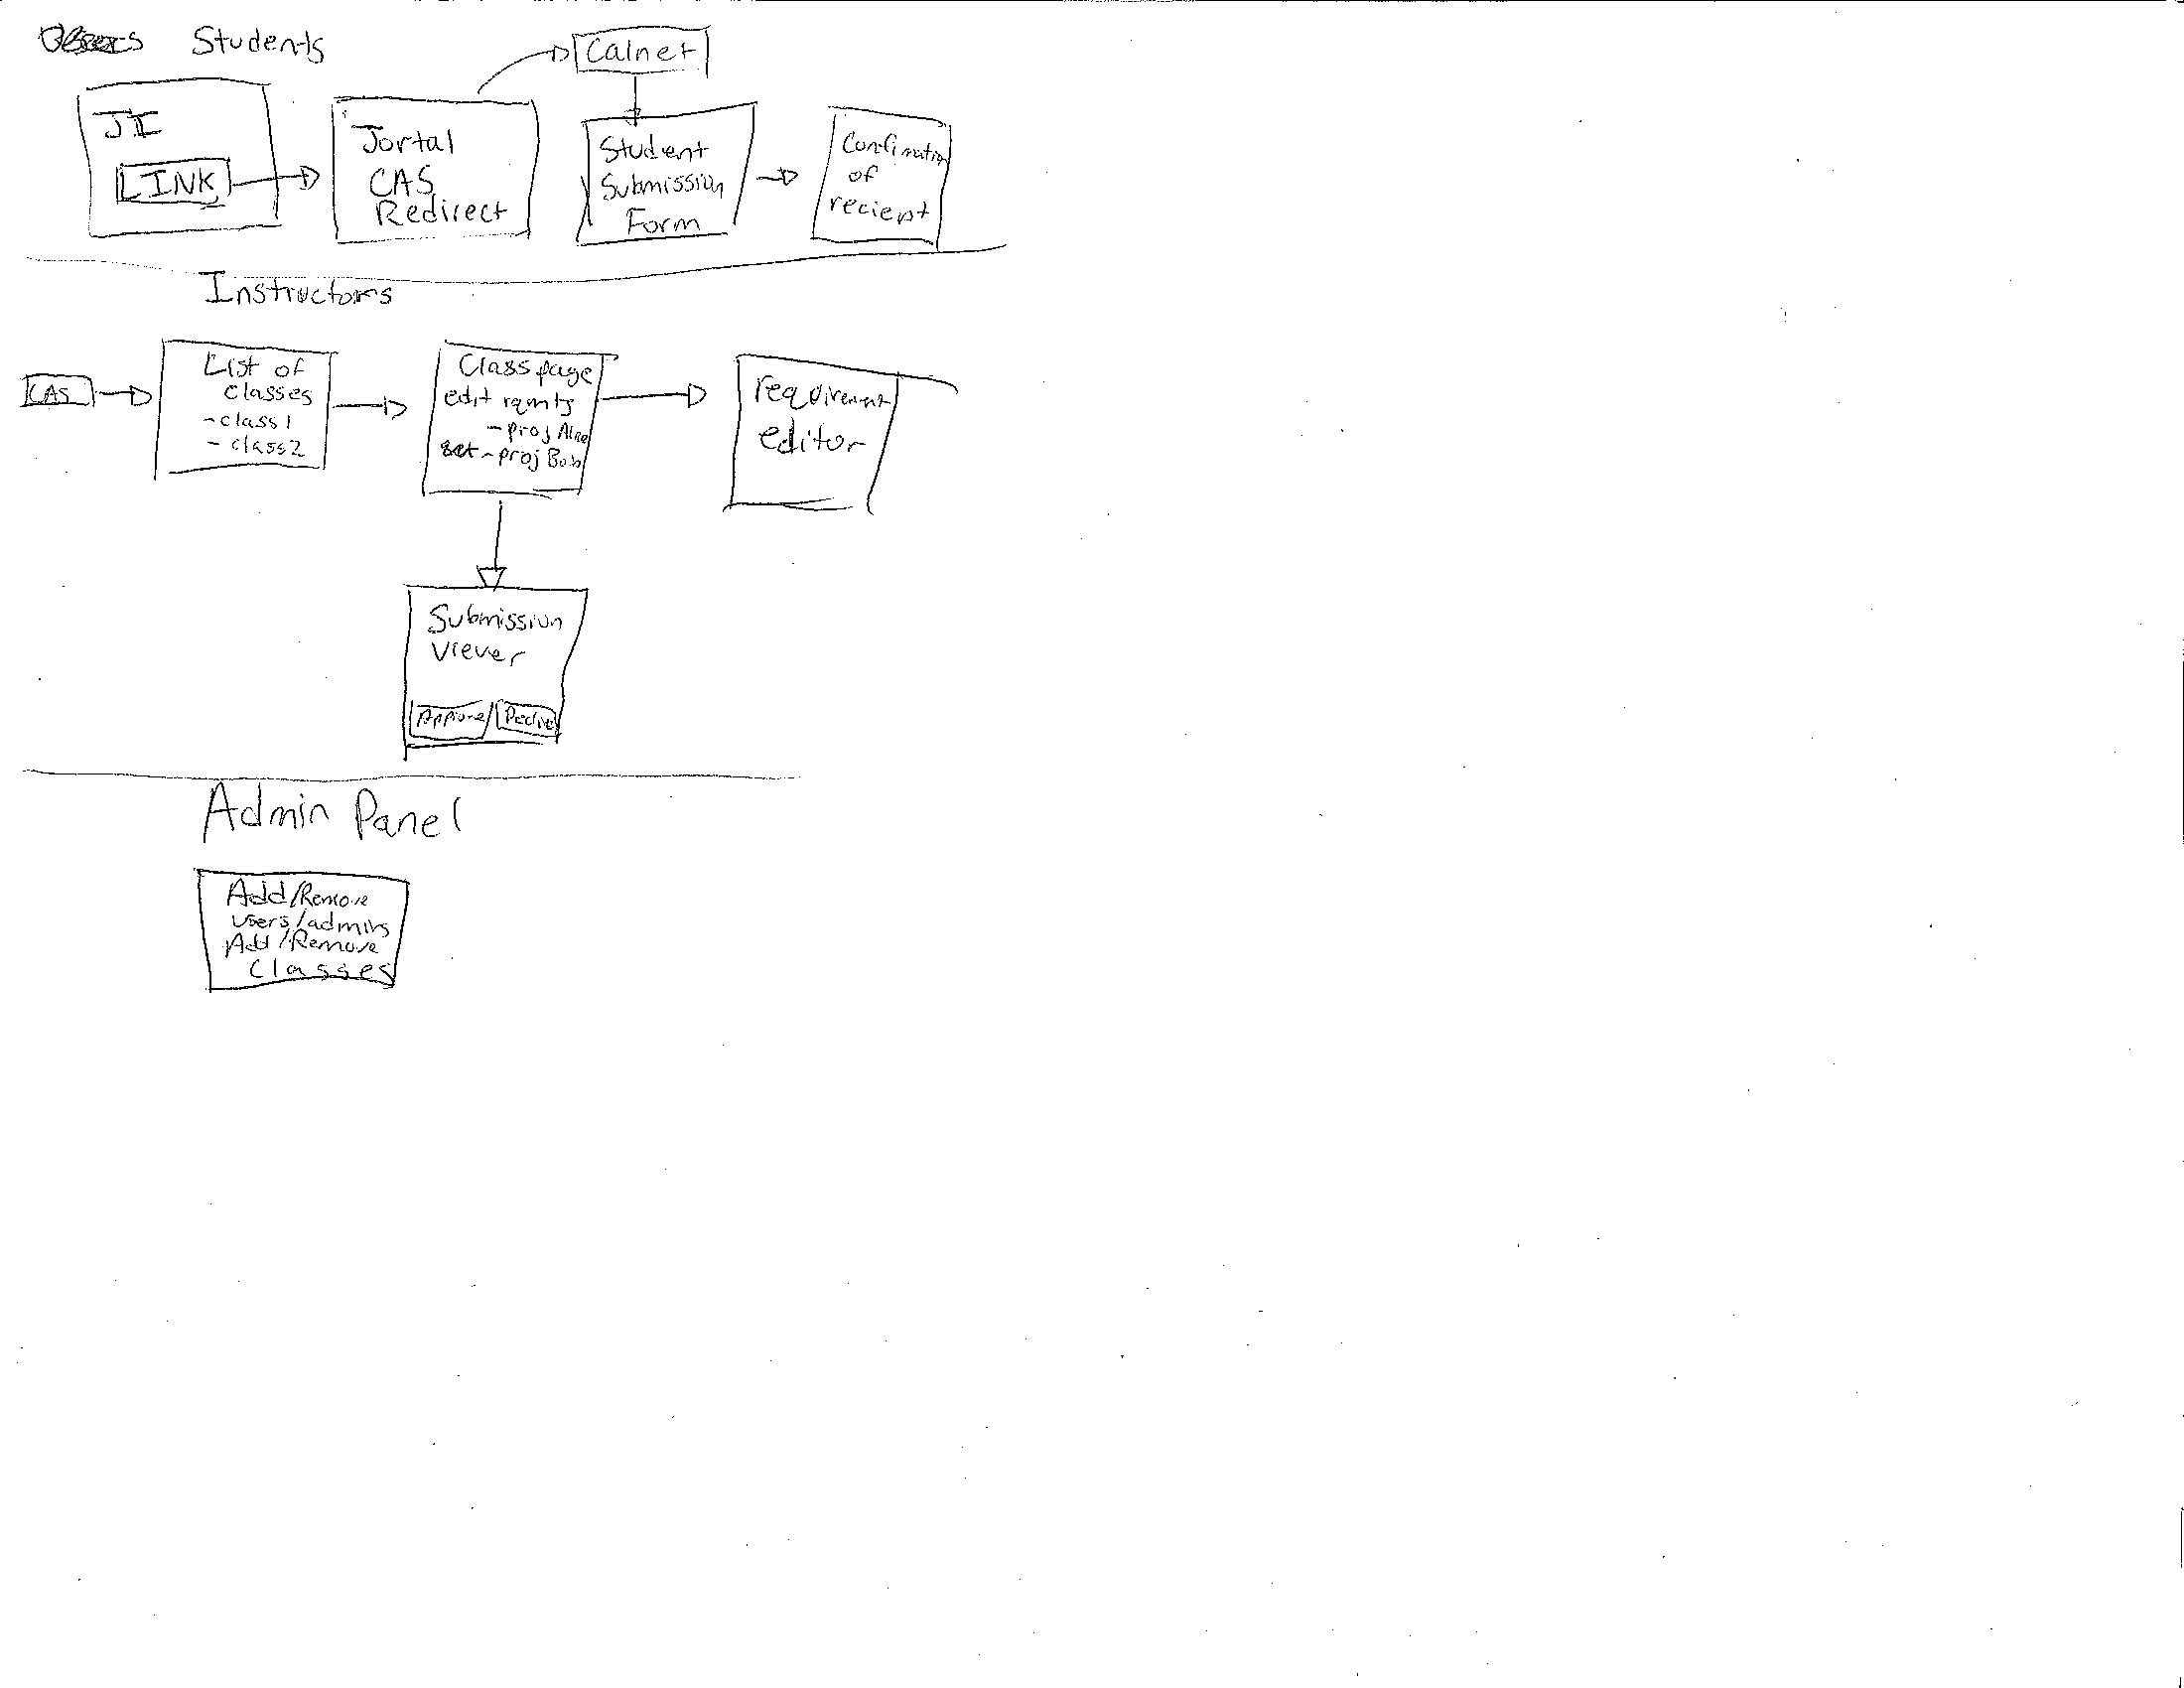 Students
Calnet
JI
LINK
Jortal
CAS
Redirect
Student
Submission
Form
Confirmation
of
reciept
Instructors
CAS
List of
classes
- class 1
- class 2
Class page
edit rqmts
- proj Alice
- proj Bob
requirement
editor
Submission
Viewer
Approve / Decline
Admin Panel
Add/Remove
users/admins
Add/Remove
Classes